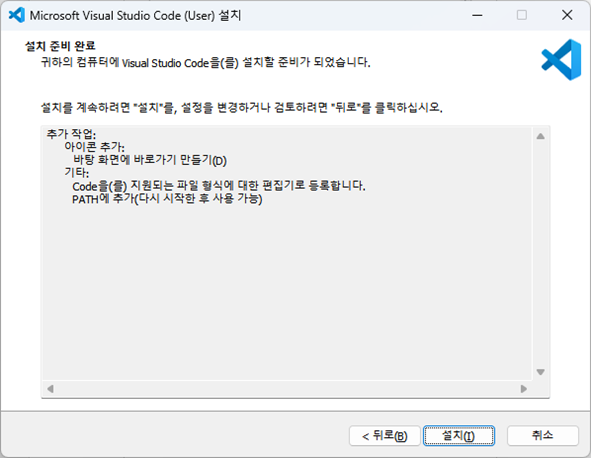 Microsoft Visual Studio Code (User) 설치
설치 준비 완료
귀하의 컴퓨터에 Visual Studio Code을(를) 설치할 준비가 되었습니다.
설치를 계속하려면 "설치"를, 설정을 변경하거나 검토하려면 "뒤로"를 클릭하십시오.
추가 작업:
아이콘 추가:
바탕 화면에 바로가기 만들기(D)
기타:
Code을(를) 지원되는 파일 형식에 대한 편집기로 등록합니다.
PATH에 추가(다시 시작한 후 사용 가능)
< 뒤로(B) 설치(I) 취소